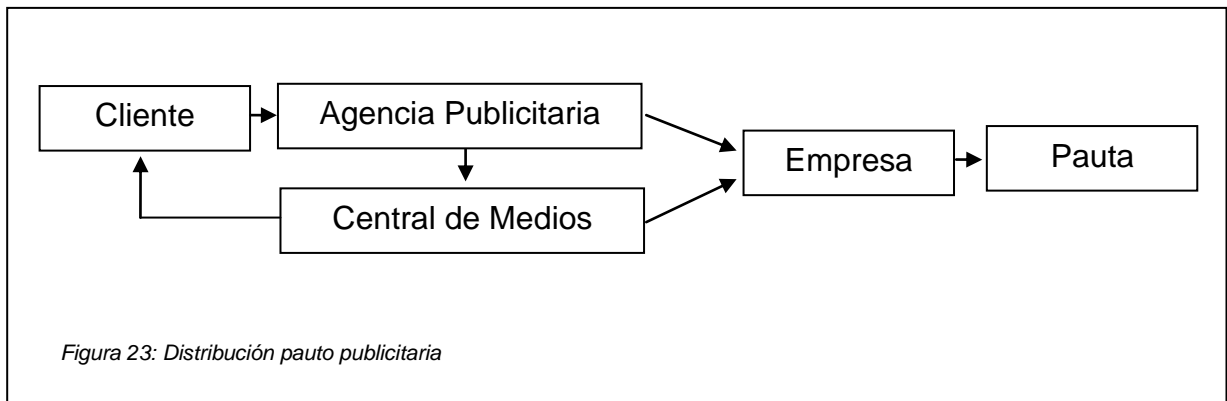 Cliente
Agencia Publicitaria
Empresa
Pauta
Central de Medios
Figura 23: Distribución pauto publicitaria